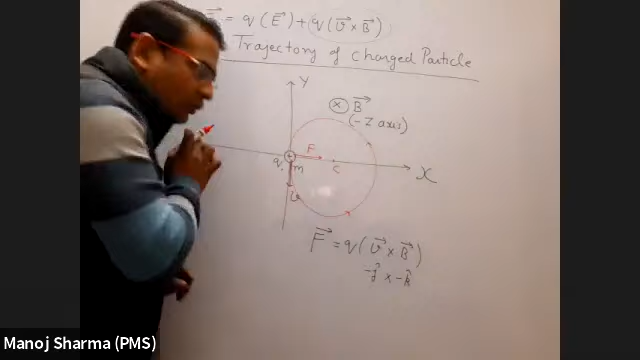 = q(E⃗) + q(v⃗×B⃗)
Trajectory of Charged Particle
Y
ⓧ B⃗
(-Z axis)
F
q,
m
c
X
v
F⃗ = q(v⃗ × B⃗)
-ĵ × -k̂
Manoj Sharma (PMS)